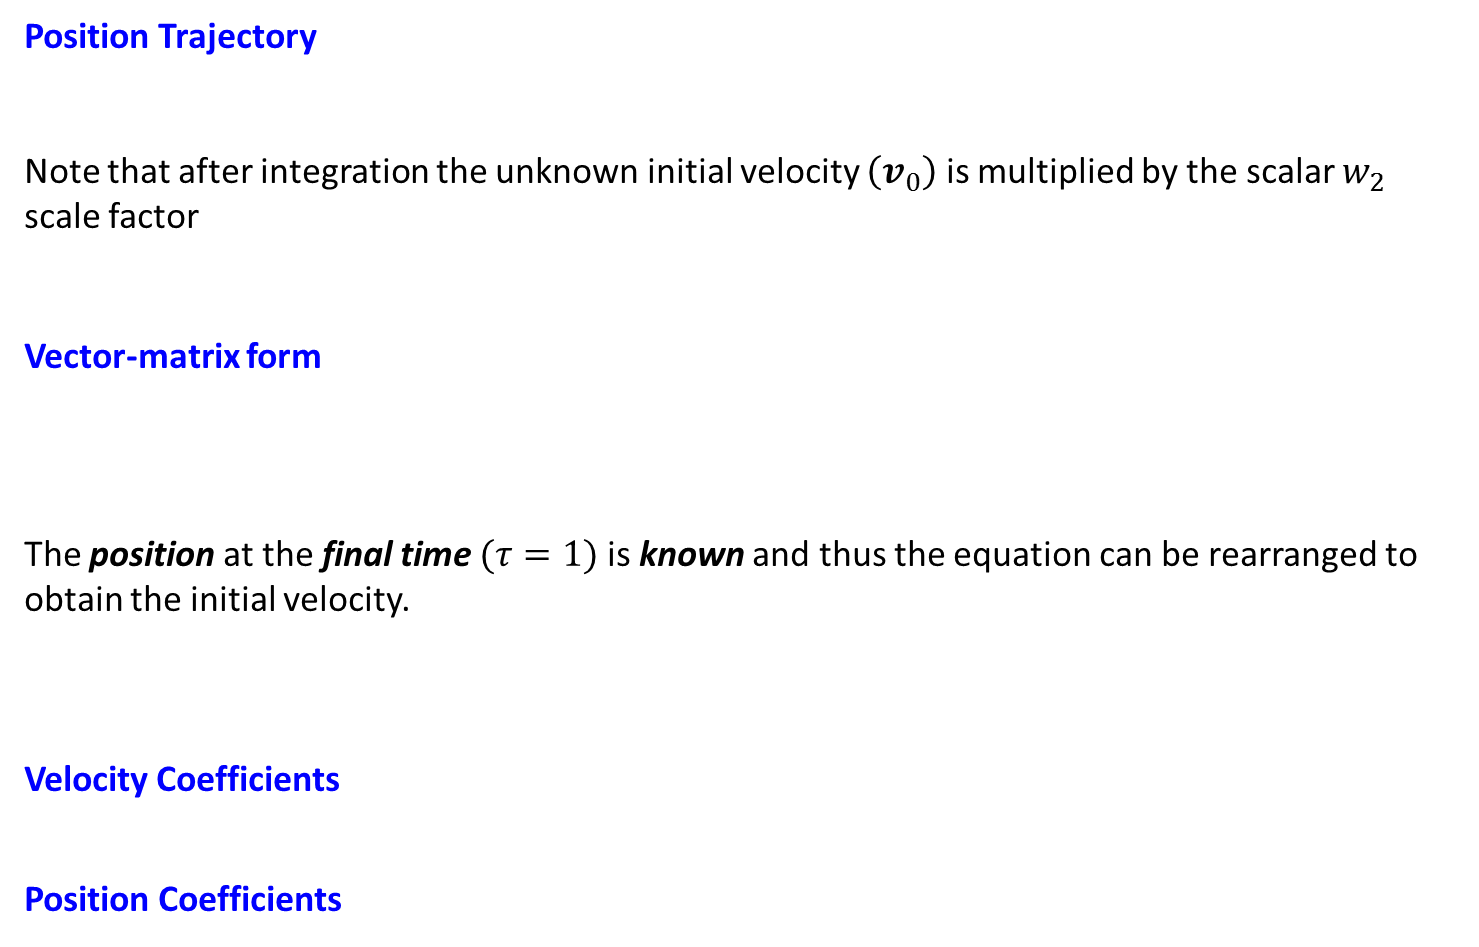 Position Trajectory
Note that after integration the unknown initial velocity (𝒗₀) is multiplied by the scalar 𝑤₂
scale factor
Vector-matrix form
The position at the final time (𝜏 = 1) is known and thus the equation can be rearranged to
obtain the initial velocity.
Velocity Coefficients
Position Coefficients